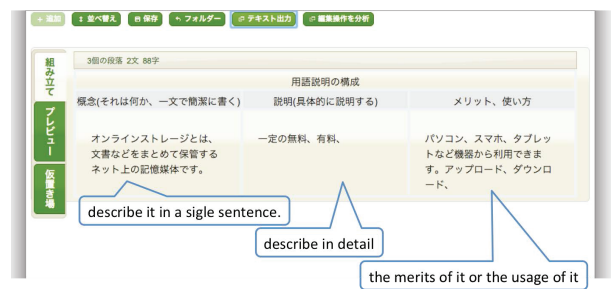 + 追加 ↕ 並べ替え 保存 フォルダー テキスト出力 編集操作を分析
組み立て
プレビュー
仮置き場
3個の段落 2文 88字
用語説明の構成
概念(それは何か、一文で簡潔に書く) 説明(具体的に説明する) メリット、使い方
オンラインストレージとは、
文書などをまとめて保管する
ネット上の記憶媒体です。
一定の無料、有料、
パソコン、スマホ、タブレッ
トなど機器から利用できま
す。アップロード、ダウンロ
ード、
describe it in a sigle sentence.
describe in detail
the merits of it or the usage of it